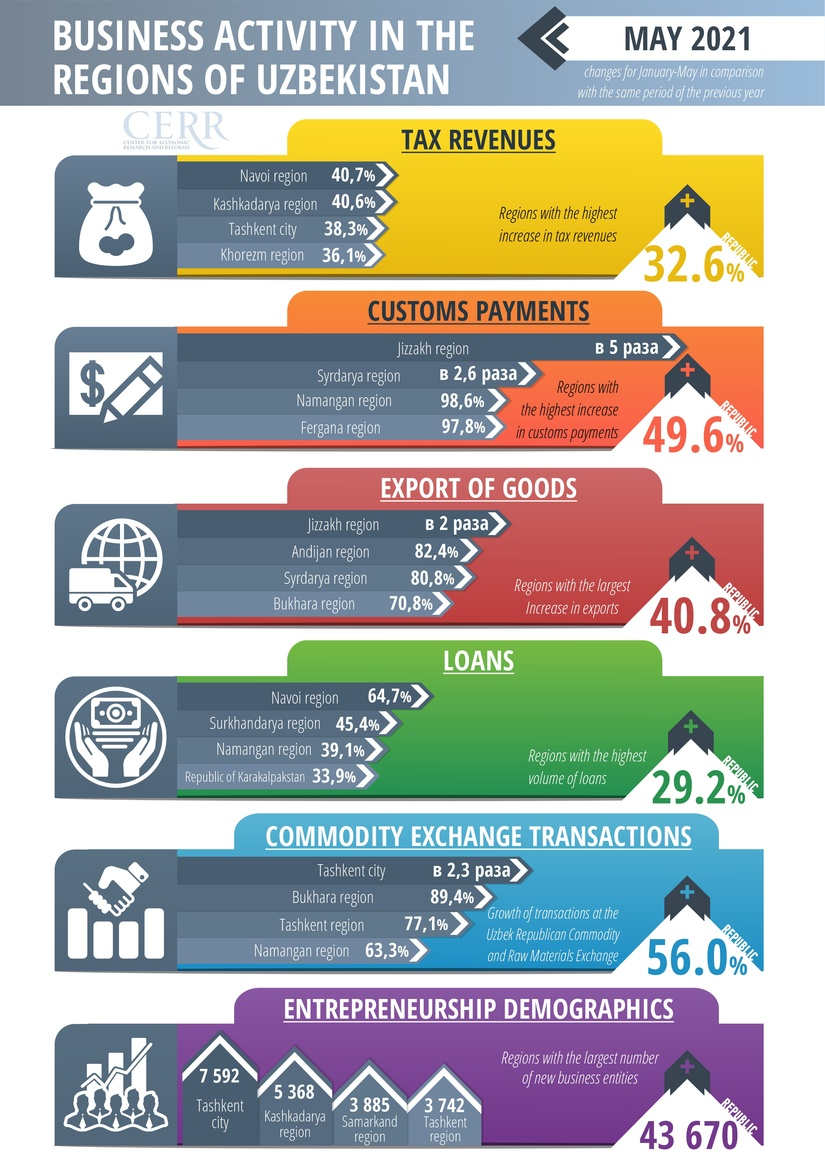 BUSINESS ACTIVITY IN THE
REGIONS OF UZBEKISTAN
MAY 2021
changes for January-May in comparison
with the same period of the previous year
CERR
CENTER FOR ECONOMIC
RESEARCH AND REFORMS
TAX REVENUES
Navoi region 40,7%
Kashkadarya region 40,6%
Tashkent city 38,3%
Khorezm region 36,1%
Regions with the highest
increase in tax revenues
REPUBLIC
32.6%
CUSTOMS PAYMENTS
Jizzakh region в 5 раза
Syrdarya region в 2,6 раза
Namangan region 98,6%
Fergana region 97,8%
Regions with
the highest increase
in customs payments
REPUBLIC
49.6%
EXPORT OF GOODS
Jizzakh region в 2 раза
Andijan region 82,4%
Syrdarya region 80,8%
Bukhara region 70,8%
Regions with the largest
Increase in exports
REPUBLIC
40.8%
LOANS
Navoi region 64,7%
Surkhandarya region 45,4%
Namangan region 39,1%
Republic of Karakalpakstan 33,9%
Regions with the highest
volume of loans
REPUBLIC
29.2%
COMMODITY EXCHANGE TRANSACTIONS
Tashkent city в 2,3 раза
Bukhara region 89,4%
Tashkent region 77,1%
Namangan region 63,3%
Growth of transactions at the
Uzbek Republican Commodity
and Raw Materials Exchange
REPUBLIC
56.0%
ENTREPRENEURSHIP DEMOGRAPHICS
7 592
Tashkent
city
5 368
Kashkadarya
region
3 885
Samarkand
region
3 742
Tashkent
region
Regions with the largest number
of new business entities
REPUBLIC
43 670